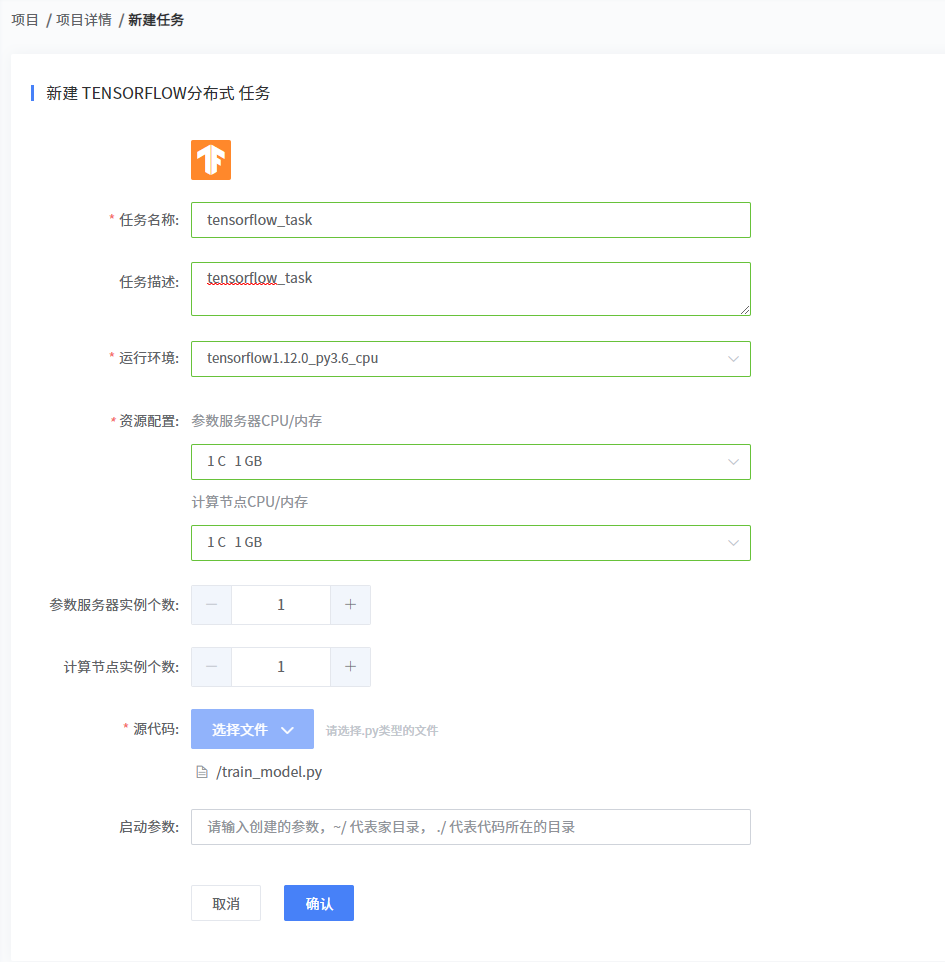 项目 / 项目详情 / 新建任务
新建 TENSORFLOW分布式 任务
* 任务名称: tensorflow_task
任务描述: tensorflow_task
* 运行环境: tensorflow1.12.0_py3.6_cpu
* 资源配置: 参数服务器CPU/内存
1 C 1 GB
计算节点CPU/内存
1 C 1 GB
参数服务器实例个数: − 1 +
计算节点实例个数: − 1 +
* 源代码: 选择文件 请选择.py类型的文件
/train_model.py
启动参数: 请输入创建的参数，~/ 代表家目录， ./ 代表代码所在的目录
取消 确认